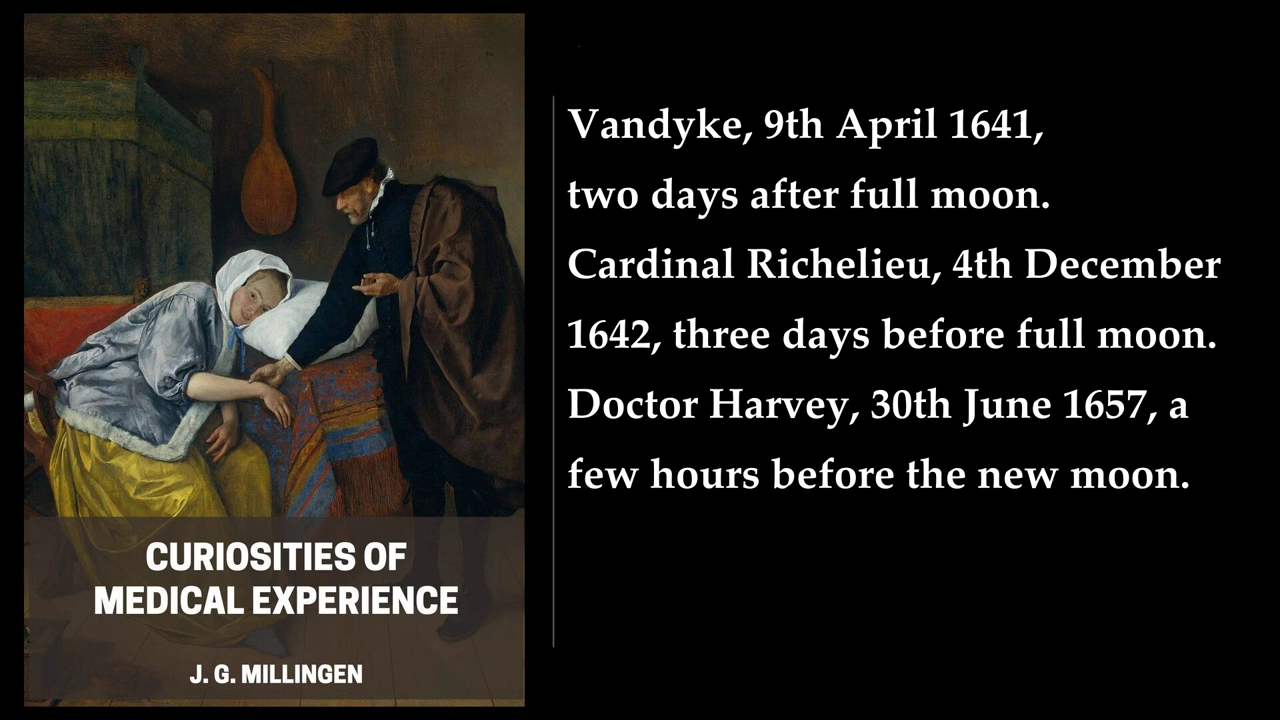 CURIOSITIES OF
MEDICAL EXPERIENCE
J. G. MILLINGEN
Vandyke, 9th April 1641,
two days after full moon.
Cardinal Richelieu, 4th December
1642, three days before full moon.
Doctor Harvey, 30th June 1657, a
few hours before the new moon.